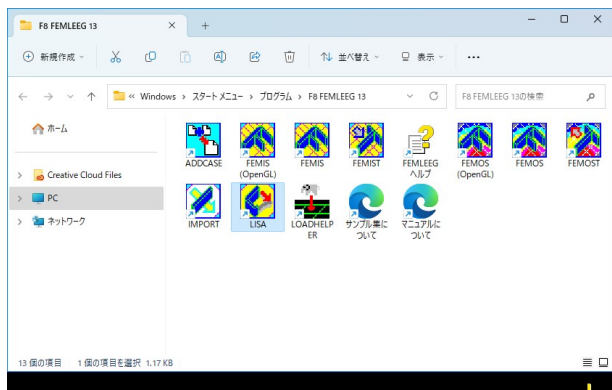 F8 FEMLEEG 13
新規作成
並べ替え
表示
« Windows › スタート メニュー › プログラム › F8 FEMLEEG 13
F8 FEMLEEG 13の検索
ホーム
Creative Cloud Files
PC
ネットワーク
ADDCASE
FEMIS
(OpenGL)
FEMIS
FEMIST
FEMLEEG
ヘルプ
FEMOS
(OpenGL)
FEMOS
FEMOST
IMPORT
LISA
LOADHELP
ER
サンプル集に
ついて
マニュアルに
ついて
13 個の項目 1 個の項目を選択 1.17 KB